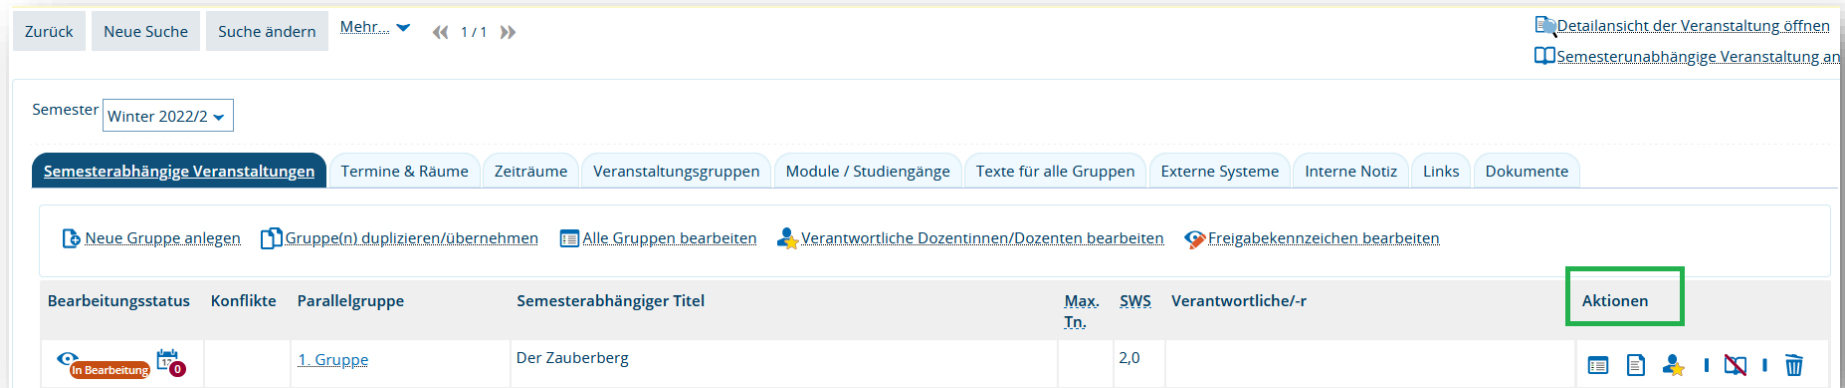 Zurück Neue Suche Suche ändern Mehr... 1 / 1 Detailansicht der Veranstaltung öffnen
Semesterunabhängige Veranstaltung an
Semester Winter 2022/2
Semesterabhängige Veranstaltungen Termine & Räume Zeiträume Veranstaltungsgruppen Module / Studiengänge Texte für alle Gruppen Externe Systeme Interne Notiz Links Dokumente
Neue Gruppe anlegen Gruppe(n) duplizieren/übernehmen Alle Gruppen bearbeiten Verantwortliche Dozentinnen/Dozenten bearbeiten Freigabekennzeichen bearbeiten
Bearbeitungsstatus Konflikte Parallelgruppe Semesterabhängiger Titel Max. SWS Verantwortliche/-r Aktionen
Tn.
In Bearbeitung 0 1. Gruppe Der Zauberberg 2,0